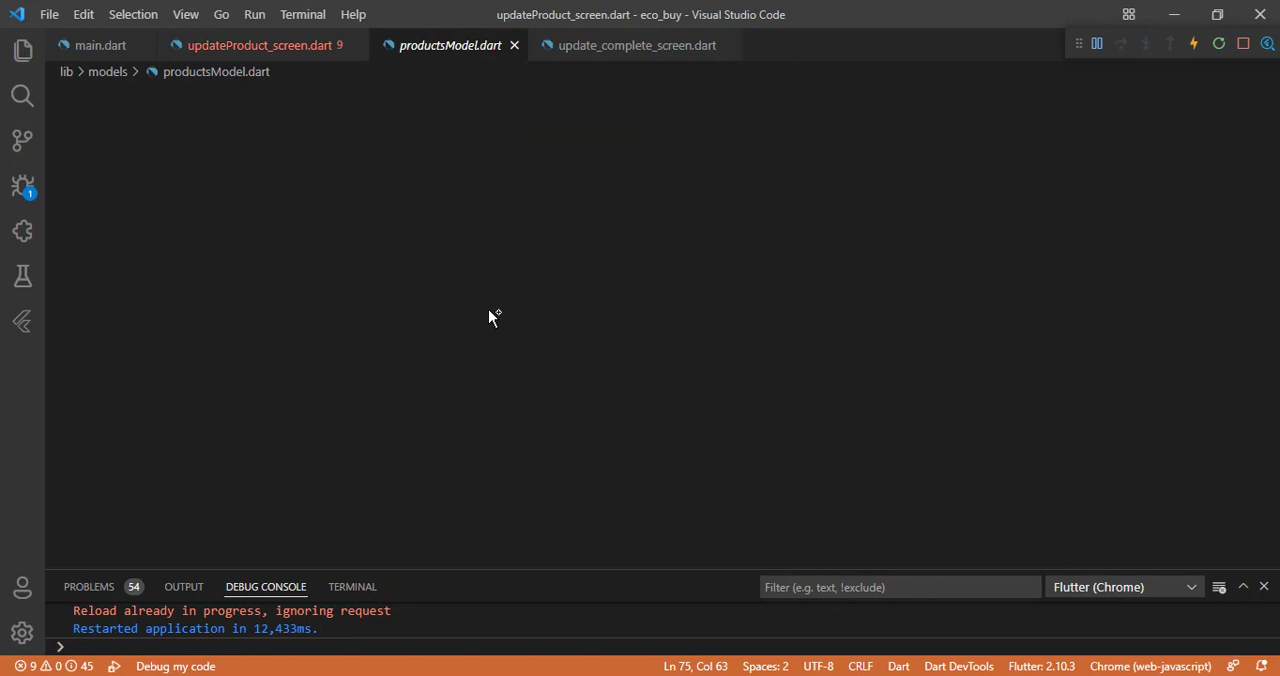 File Edit Selection View Go Run Terminal Help updateProduct_screen.dart - eco_buy - Visual Studio Code
main.dart updateProduct_screen.dart 9 productsModel.dart update_complete_screen.dart
lib > models > productsModel.dart
1
PROBLEMS 54 OUTPUT DEBUG CONSOLE TERMINAL Filter (e.g. text, !exclude) Flutter (Chrome)
Reload already in progress, ignoring request
Restarted application in 12,433ms.
9 0 45 Debug my code Ln 75, Col 63 Spaces: 2 UTF-8 CRLF Dart Dart DevTools Flutter: 2.10.3 Chrome (web-javascript)